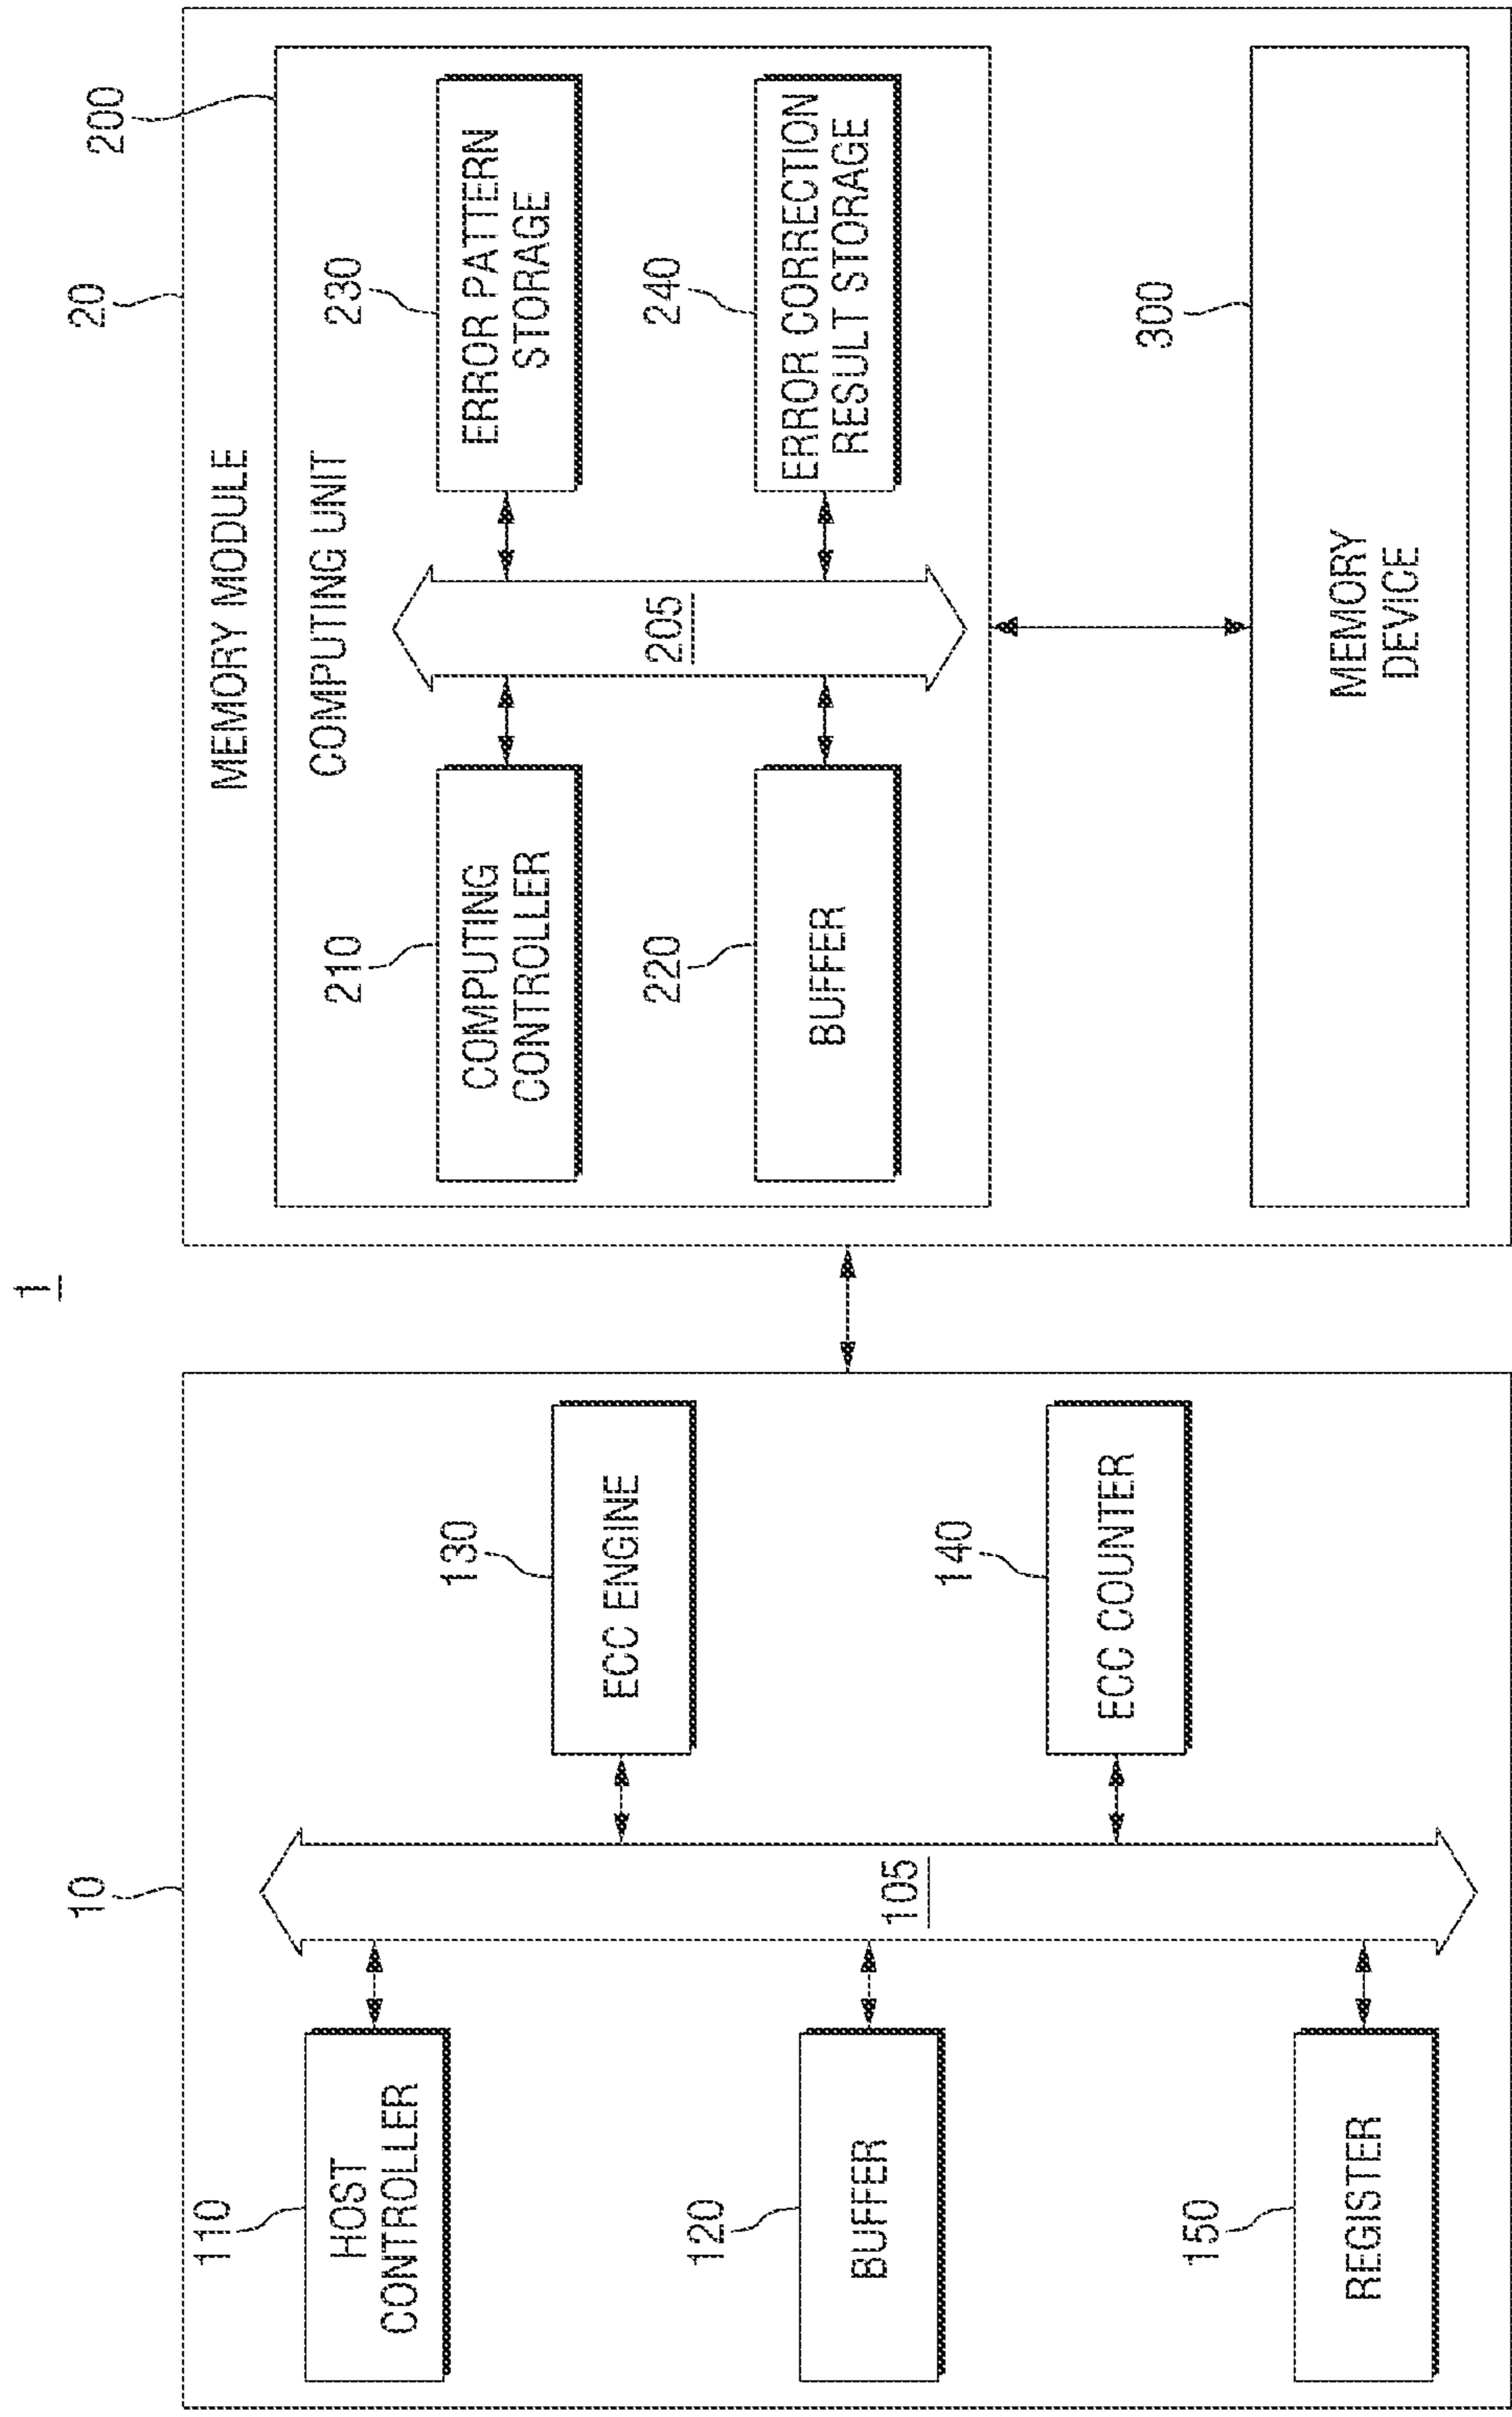 1
10
110
HOST
CONTROLLER
120
BUFFER
150
REGISTER
105
130
ECC ENGINE
140
ECC COUNTER
20
MEMORY MODULE
200
COMPUTING UNIT
210
COMPUTING
CONTROLLER
220
BUFFER
205
230
ERROR PATTERN
STORAGE
240
ERROR CORRECTION
RESULT STORAGE
300
MEMORY
DEVICE